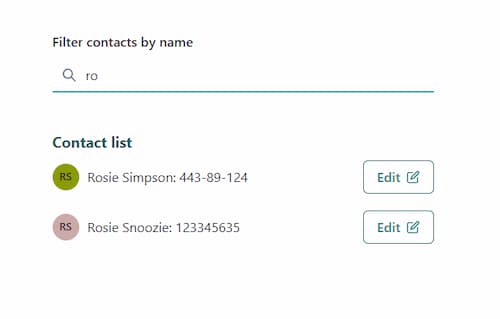 Filter contacts by name
ro
Contact list
RS Rosie Simpson: 443-89-124 Edit
RS Rosie Snoozie: 123345635 Edit